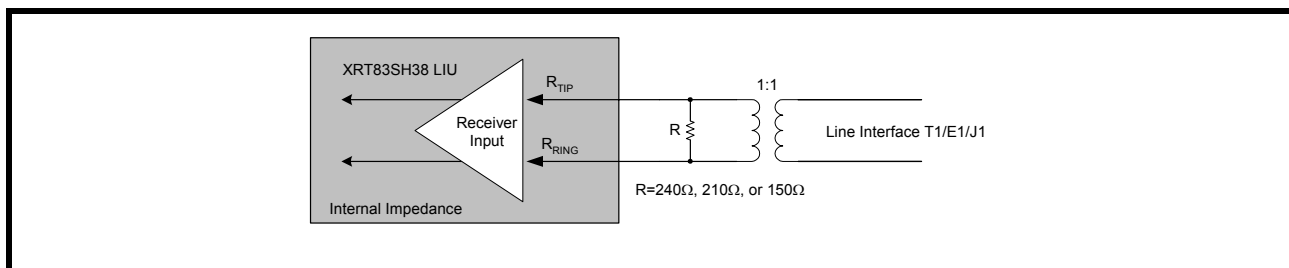 XRT83SH38 LIU
RTIP
1:1
Receiver
Input
R
Line Interface T1/E1/J1
RRING
R=240Ω, 210Ω, or 150Ω
Internal Impedance